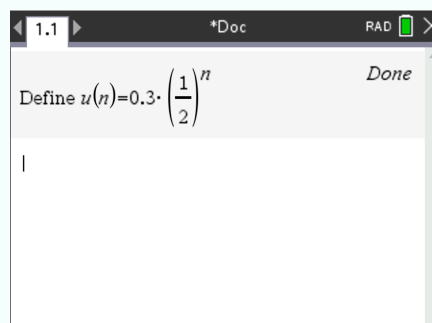 1.1 *Doc RAD
Define u(n)=0.3·(1/2)^n Done